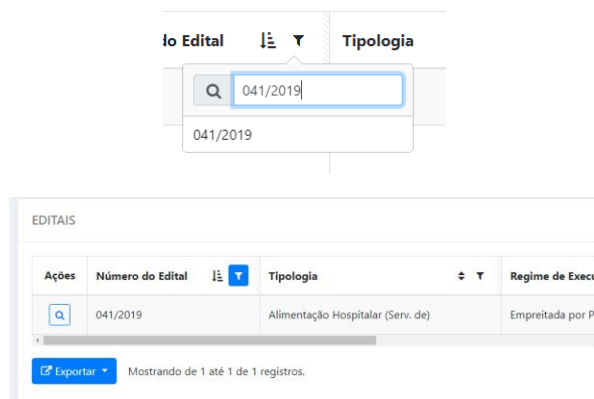 do Edital Tipologia
041/2019
041/2019
EDITAIS
Ações Número do Edital Tipologia Regime de Execu
041/2019 Alimentação Hospitalar (Serv. de) Empreitada por P
Exportar Mostrando de 1 até 1 de 1 registros.